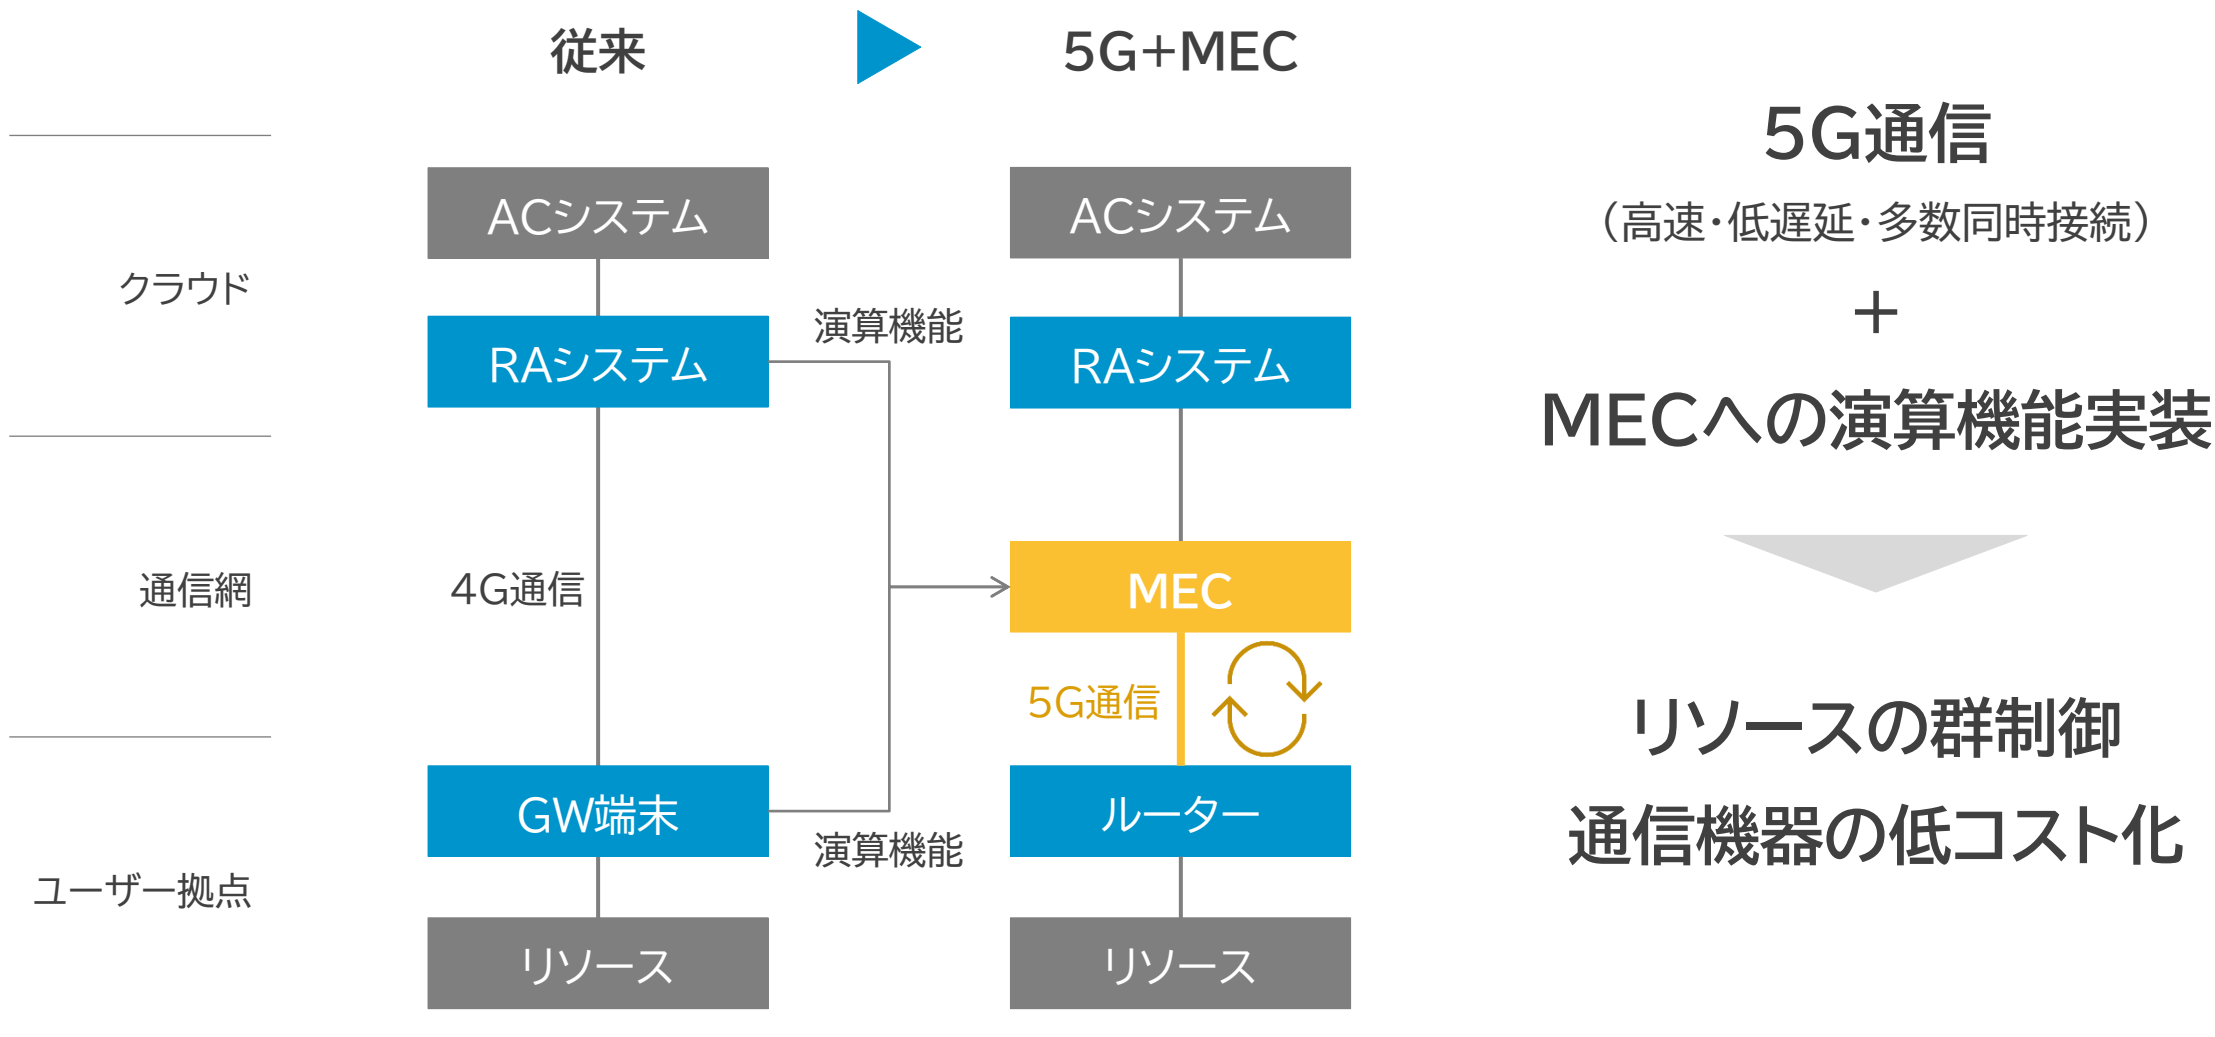 従来
5G+MEC
クラウド
通信網
ユーザー拠点
ACシステム
RAシステム
4G通信
GW端末
リソース
演算機能
演算機能
ACシステム
RAシステム
MEC
5G通信
ルーター
リソース
5G通信
（高速・低遅延・多数同時接続）
＋
MECへの演算機能実装
リソースの群制御
通信機器の低コスト化